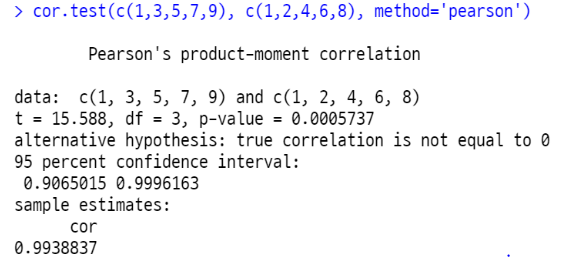 > cor.test(c(1,3,5,7,9), c(1,2,4,6,8), method='pearson')
Pearson's product-moment correlation
data:  c(1, 3, 5, 7, 9) and c(1, 2, 4, 6, 8)
t = 15.588, df = 3, p-value = 0.0005737
alternative hypothesis: true correlation is not equal to 0
95 percent confidence interval:
 0.9065015 0.9996163
sample estimates:
cor
0.9938837